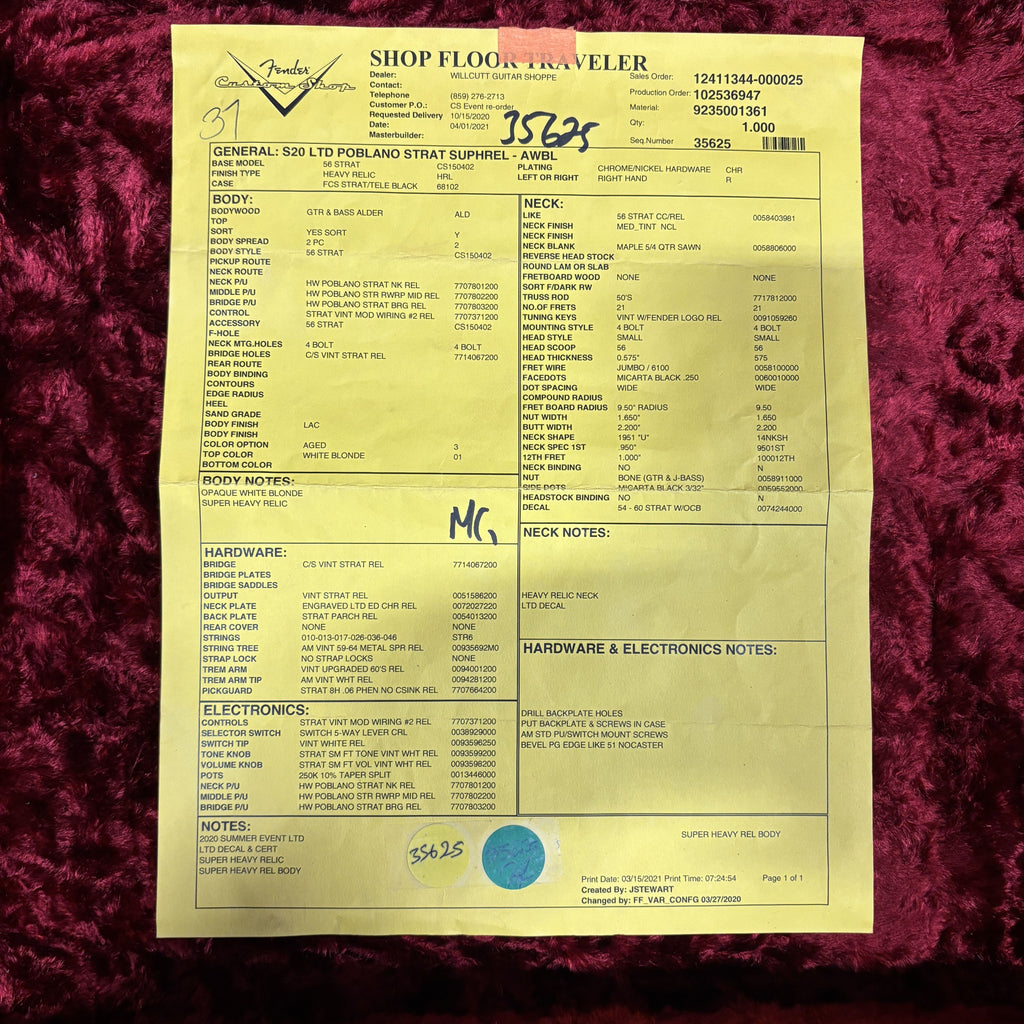 SHOP FLOOR TRAVELER
Fender
Custom Shop
37
Dealer: WILLCUTT GUITAR SHOPPE
Contact:
Telephone (859) 276-2713
Customer P.O.: CS Event re-order
Requested Delivery 10/15/2020
Date: 04/01/2021
Masterbuilder:
35625
Sales Order: 12411344-000025
Production Order: 102536947
Material: 9235001361
Qty: 1.000
Seq.Number 35625
GENERAL: S20 LTD POBLANO STRAT SUPHREL - AWBL
BASE MODEL 56 STRAT CS150402 PLATING CHROME/NICKEL HARDWARE CHR
FINISH TYPE HEAVY RELIC HRL LEFT OR RIGHT RIGHT HAND R
CASE FCS STRAT/TELE BLACK 68102
BODY:
BODYWOOD GTR & BASS ALDER ALD
TOP
SORT YES SORT Y
BODY SPREAD 2 PC 2
BODY STYLE 56 STRAT CS150402
PICKUP ROUTE
NECK ROUTE
NECK P/U HW POBLANO STRAT NK REL 7707801200
MIDDLE P/U HW POBLANO STR RWRP MID REL 7707802200
BRIDGE P/U HW POBLANO STRAT BRG REL 7707803200
CONTROL STRAT VINT MOD WIRING #2 REL 7707371200
ACCESSORY 56 STRAT CS150402
F-HOLE
NECK MTG.HOLES 4 BOLT 4 BOLT
BRIDGE HOLES C/S VINT STRAT REL 7714067200
REAR ROUTE
BODY BINDING
CONTOURS
EDGE RADIUS
HEEL
SAND GRADE
BODY FINISH LAC
BODY FINISH
COLOR OPTION AGED 3
TOP COLOR WHITE BLONDE 01
BOTTOM COLOR
BODY NOTES:
OPAQUE WHITE BLONDE
SUPER HEAVY RELIC
HARDWARE:
BRIDGE C/S VINT STRAT REL 7714067200
BRIDGE PLATES
BRIDGE SADDLES
OUTPUT VINT STRAT REL 0051586200
NECK PLATE ENGRAVED LTD ED CHR REL 0072027220
BACK PLATE STRAT PARCH REL 0054013200
REAR COVER NONE NONE
STRINGS 010-013-017-026-036-046 STR6
STRING TREE AM VINT 59-64 METAL SPR REL 00935692M0
STRAP LOCK NO STRAP LOCKS NONE
TREM ARM VINT UPGRADED 60'S REL 0094001200
TREM ARM TIP AM VINT WHT REL 0094281200
PICKGUARD STRAT 8H .06 PHEN NO CSINK REL 7707664200
ELECTRONICS:
CONTROLS STRAT VINT MOD WIRING #2 REL 7707371200
SELECTOR SWITCH SWITCH 5-WAY LEVER CRL 0038929000
SWITCH TIP VINT WHITE REL 0093596250
TONE KNOB STRAT SM FT TONE VINT WHT REL 0093599200
VOLUME KNOB STRAT SM FT VOL VINT WHT REL 0093598200
POTS 250K 10% TAPER SPLIT 0013446000
NECK P/U HW POBLANO STRAT NK REL 7707801200
MIDDLE P/U HW POBLANO STR RWRP MID REL 7707802200
BRIDGE P/U HW POBLANO STRAT BRG REL 7707803200
NECK:
LIKE 56 STRAT CC/REL 0058403981
NECK FINISH MED_TINT NCL
NECK FINISH
NECK BLANK MAPLE 5/4 QTR SAWN 0058806000
REVERSE HEAD STOCK
ROUND LAM OR SLAB
FRETBOARD WOOD NONE NONE
SORT F/DARK RW
TRUSS ROD 50'S 7717812000
NO.OF FRETS 21 21
TUNING KEYS VINT W/FENDER LOGO REL 0091059260
MOUNTING STYLE 4 BOLT 4 BOLT
HEAD STYLE SMALL SMALL
HEAD SCOOP 56 56
HEAD THICKNESS 0.575" 575
FRET WIRE JUMBO / 6100 0058100000
FACEDOTS MICARTA BLACK .250 0060010000
DOT SPACING WIDE WIDE
COMPOUND RADIUS
FRET BOARD RADIUS 9.50" RADIUS 9.50
NUT WIDTH 1.650" 1.650
BUTT WIDTH 2.200" 2.200
NECK SHAPE 1951 "U" 14NKSH
NECK SPEC 1ST .950" 9501ST
12TH FRET 1.000" 100012TH
NECK BINDING NO N
NUT BONE (GTR & J-BASS) 0058911000
SIDE DOTS MICARTA BLACK 3/32" 0059552000
HEADSTOCK BINDING NO N
DECAL 54 - 60 STRAT W/OCB 0074244000
NECK NOTES:
HEAVY RELIC NECK
LTD DECAL
HARDWARE & ELECTRONICS NOTES:
DRILL BACKPLATE HOLES
PUT BACKPLATE & SCREWS IN CASE
AM STD PU/SWITCH MOUNT SCREWS
BEVEL PG EDGE LIKE 51 NOCASTER
NOTES:
2020 SUMMER EVENT LTD
LTD DECAL & CERT
SUPER HEAVY RELIC
SUPER HEAVY REL BODY
35625
SUPER HEAVY REL BODY
Print Date: 03/15/2021 Print Time: 07:24:54 Page 1 of 1
Created By: JSTEWART
Changed by: FF_VAR_CONFG 03/27/2020